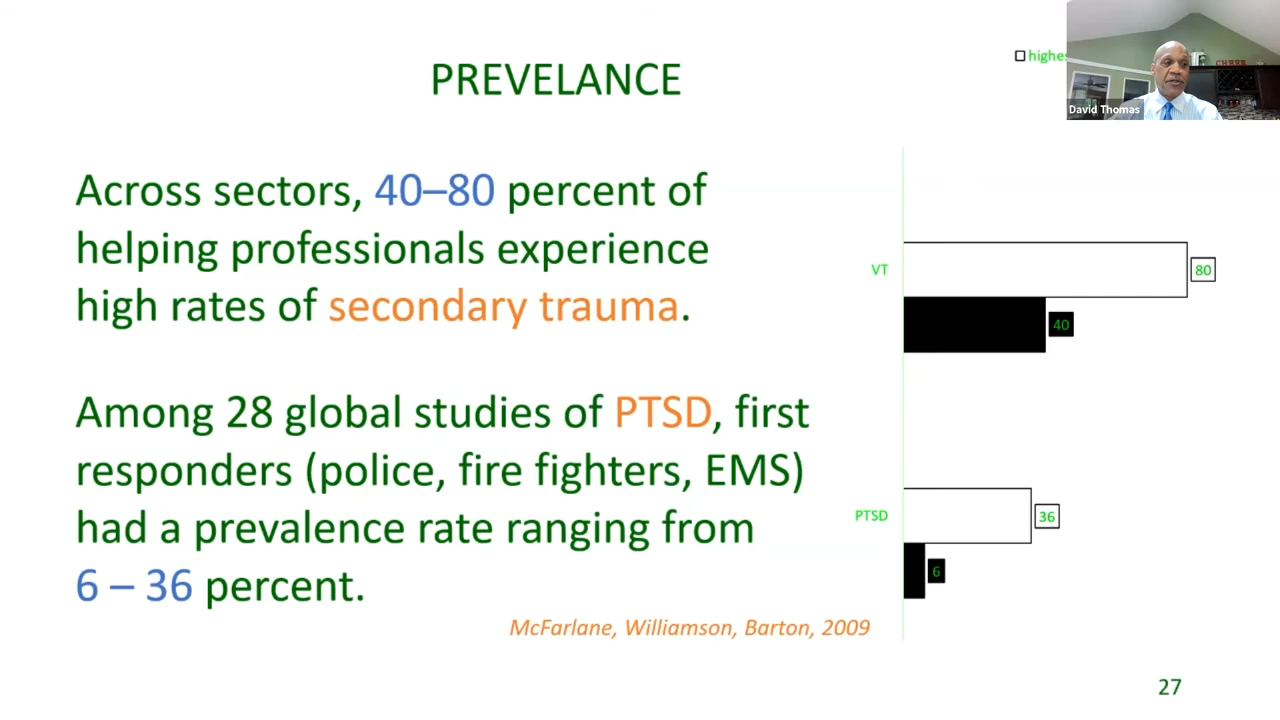 PREVELANCE
highes
David Thomas
Across sectors, 40–80 percent of
helping professionals experience
high rates of secondary trauma.
Among 28 global studies of PTSD, first
responders (police, fire fighters, EMS)
had a prevalence rate ranging from
6 – 36 percent.
McFarlane, Williamson, Barton, 2009
VT
80
40
PTSD
36
6
27
CHEER